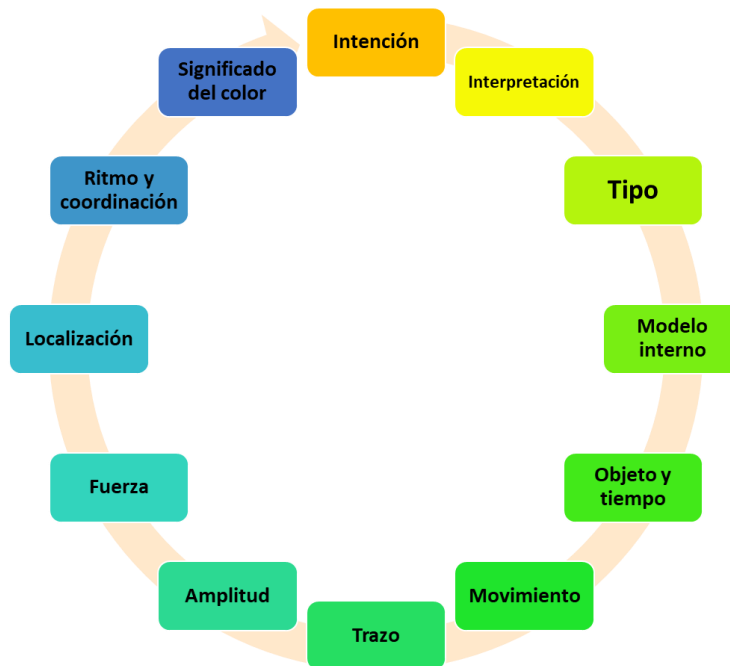 Intención
Interpretación
Tipo
Modelo
interno
Objeto y
tiempo
Movimiento
Trazo
Amplitud
Fuerza
Localización
Ritmo y
coordinación
Significado
del color